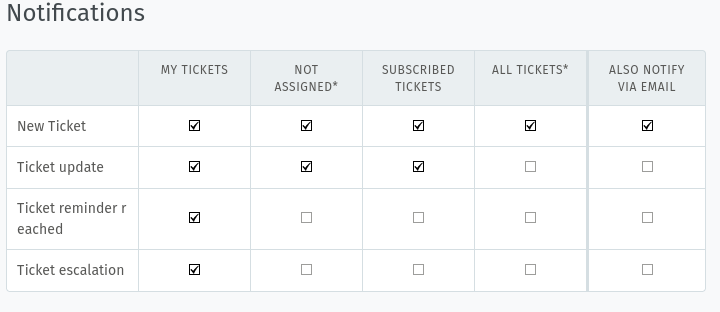 Notifications
MY TICKETS
NOT
ASSIGNED*
SUBSCRIBED
TICKETS
ALL TICKETS*
ALSO NOTIFY
VIA EMAIL
New Ticket
Ticket update
Ticket reminder r
eached
Ticket escalation